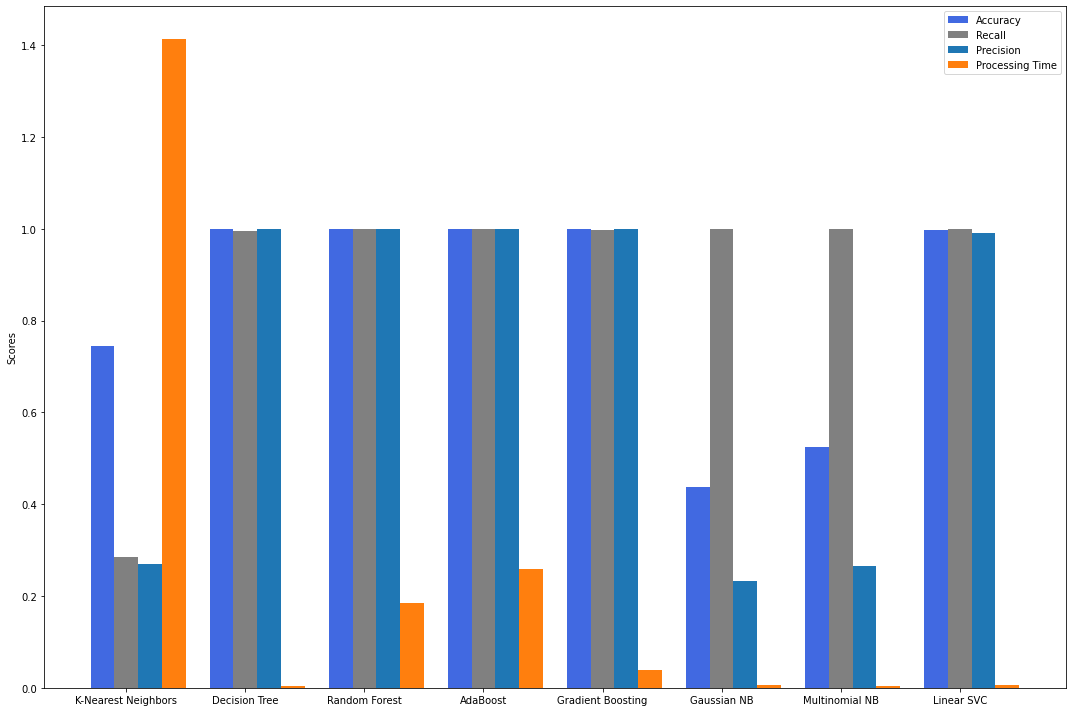 Accuracy
Recall
Precision
Processing Time
1.4
1.2
1.0
0.8
0.6
0.4
0.2
0.0
Scores
K-Nearest Neighbors Decision Tree Random Forest AdaBoost Gradient Boosting Gaussian NB Multinomial NB Linear SVC